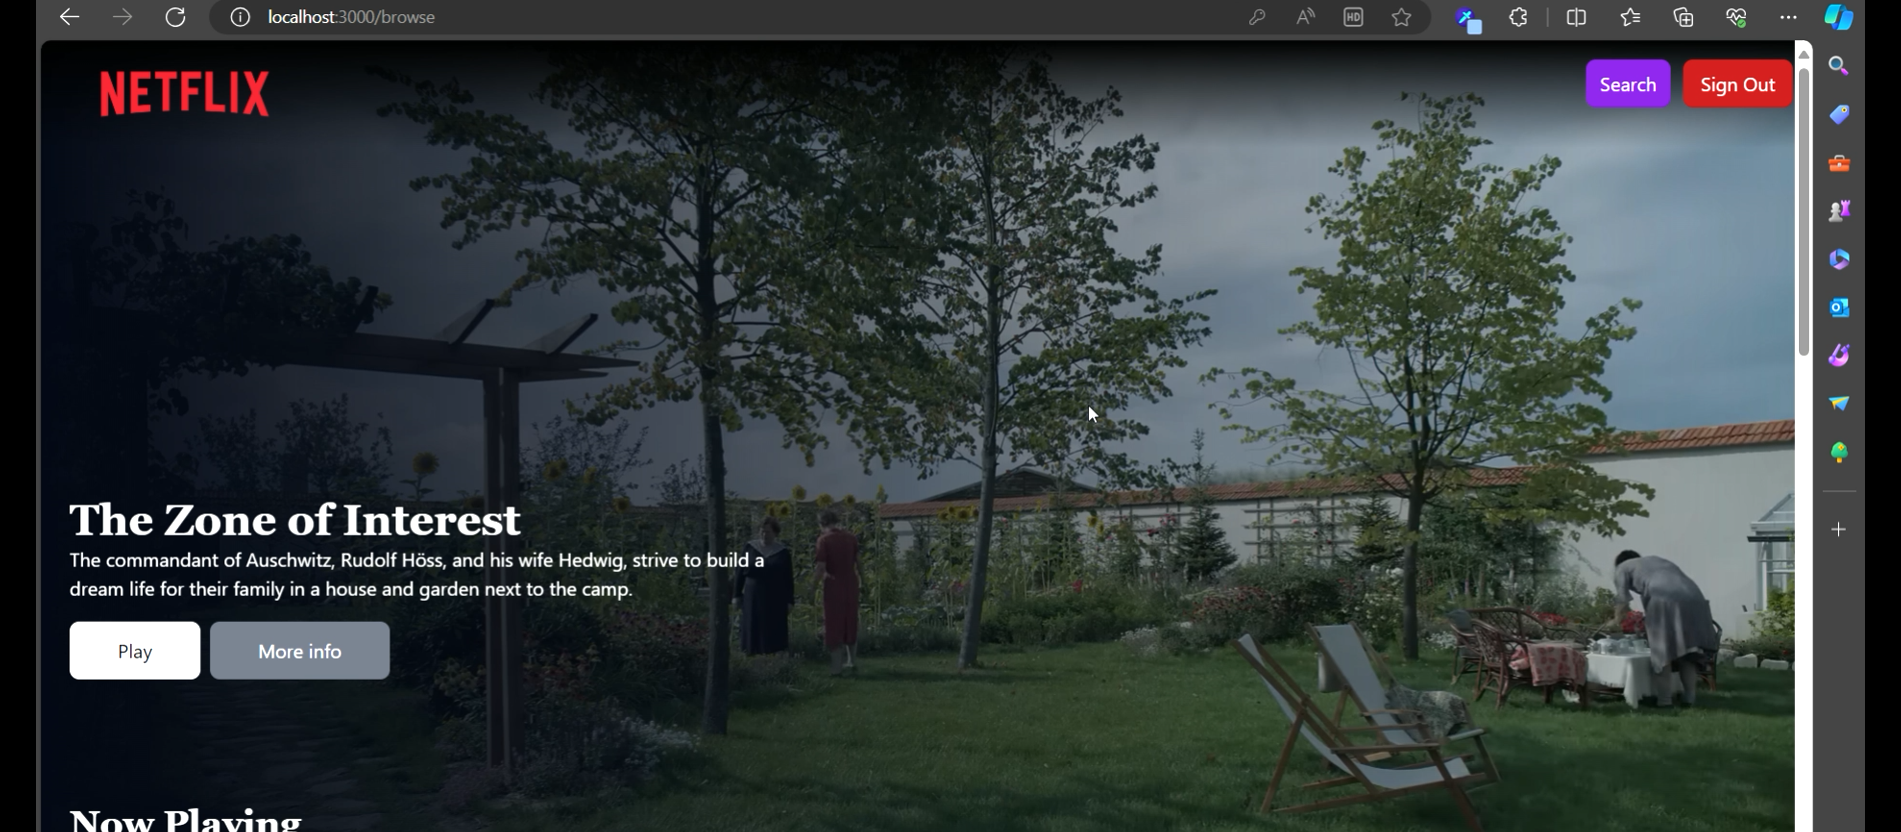 localhost:3000/browse
NETFLIX
Search
Sign Out
The Zone of Interest
The commandant of Auschwitz, Rudolf Höss, and his wife Hedwig, strive to build a
dream life for their family in a house and garden next to the camp.
Play
More info
Now Playing